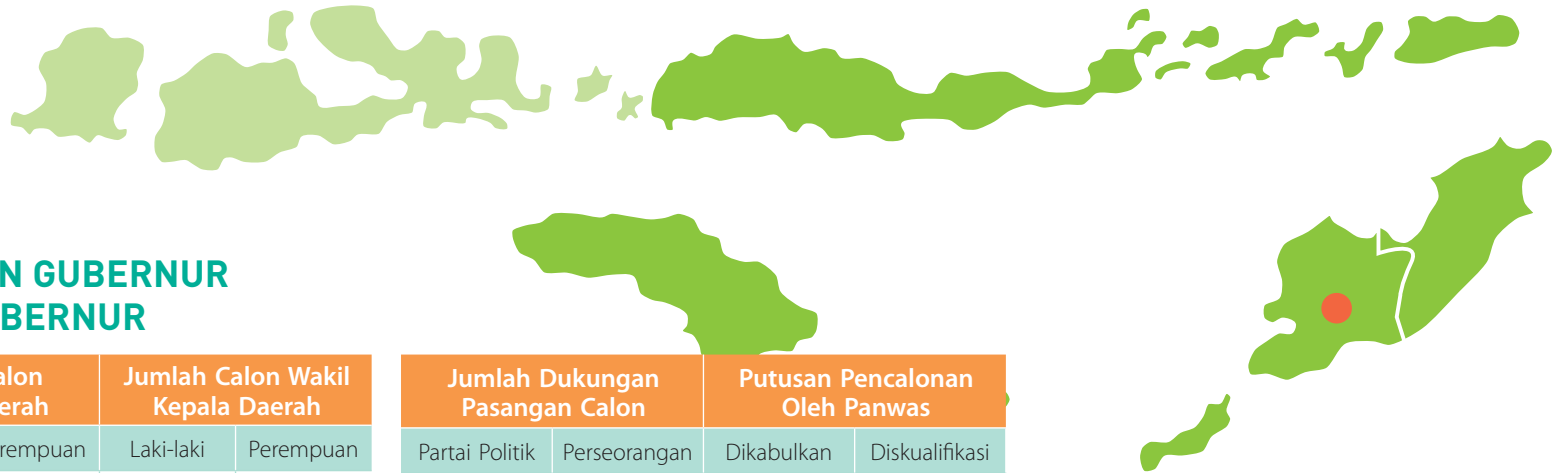 N GUBERNUR
BERNUR
alon
erah
Jumlah Calon Wakil
Kepala Daerah
rempuan
Laki-laki
Perempuan
Jumlah Dukungan
Pasangan Calon
Putusan Pencalonan
Oleh Panwas
Partai Politik
Perseorangan
Dikabulkan
Diskualifikasi